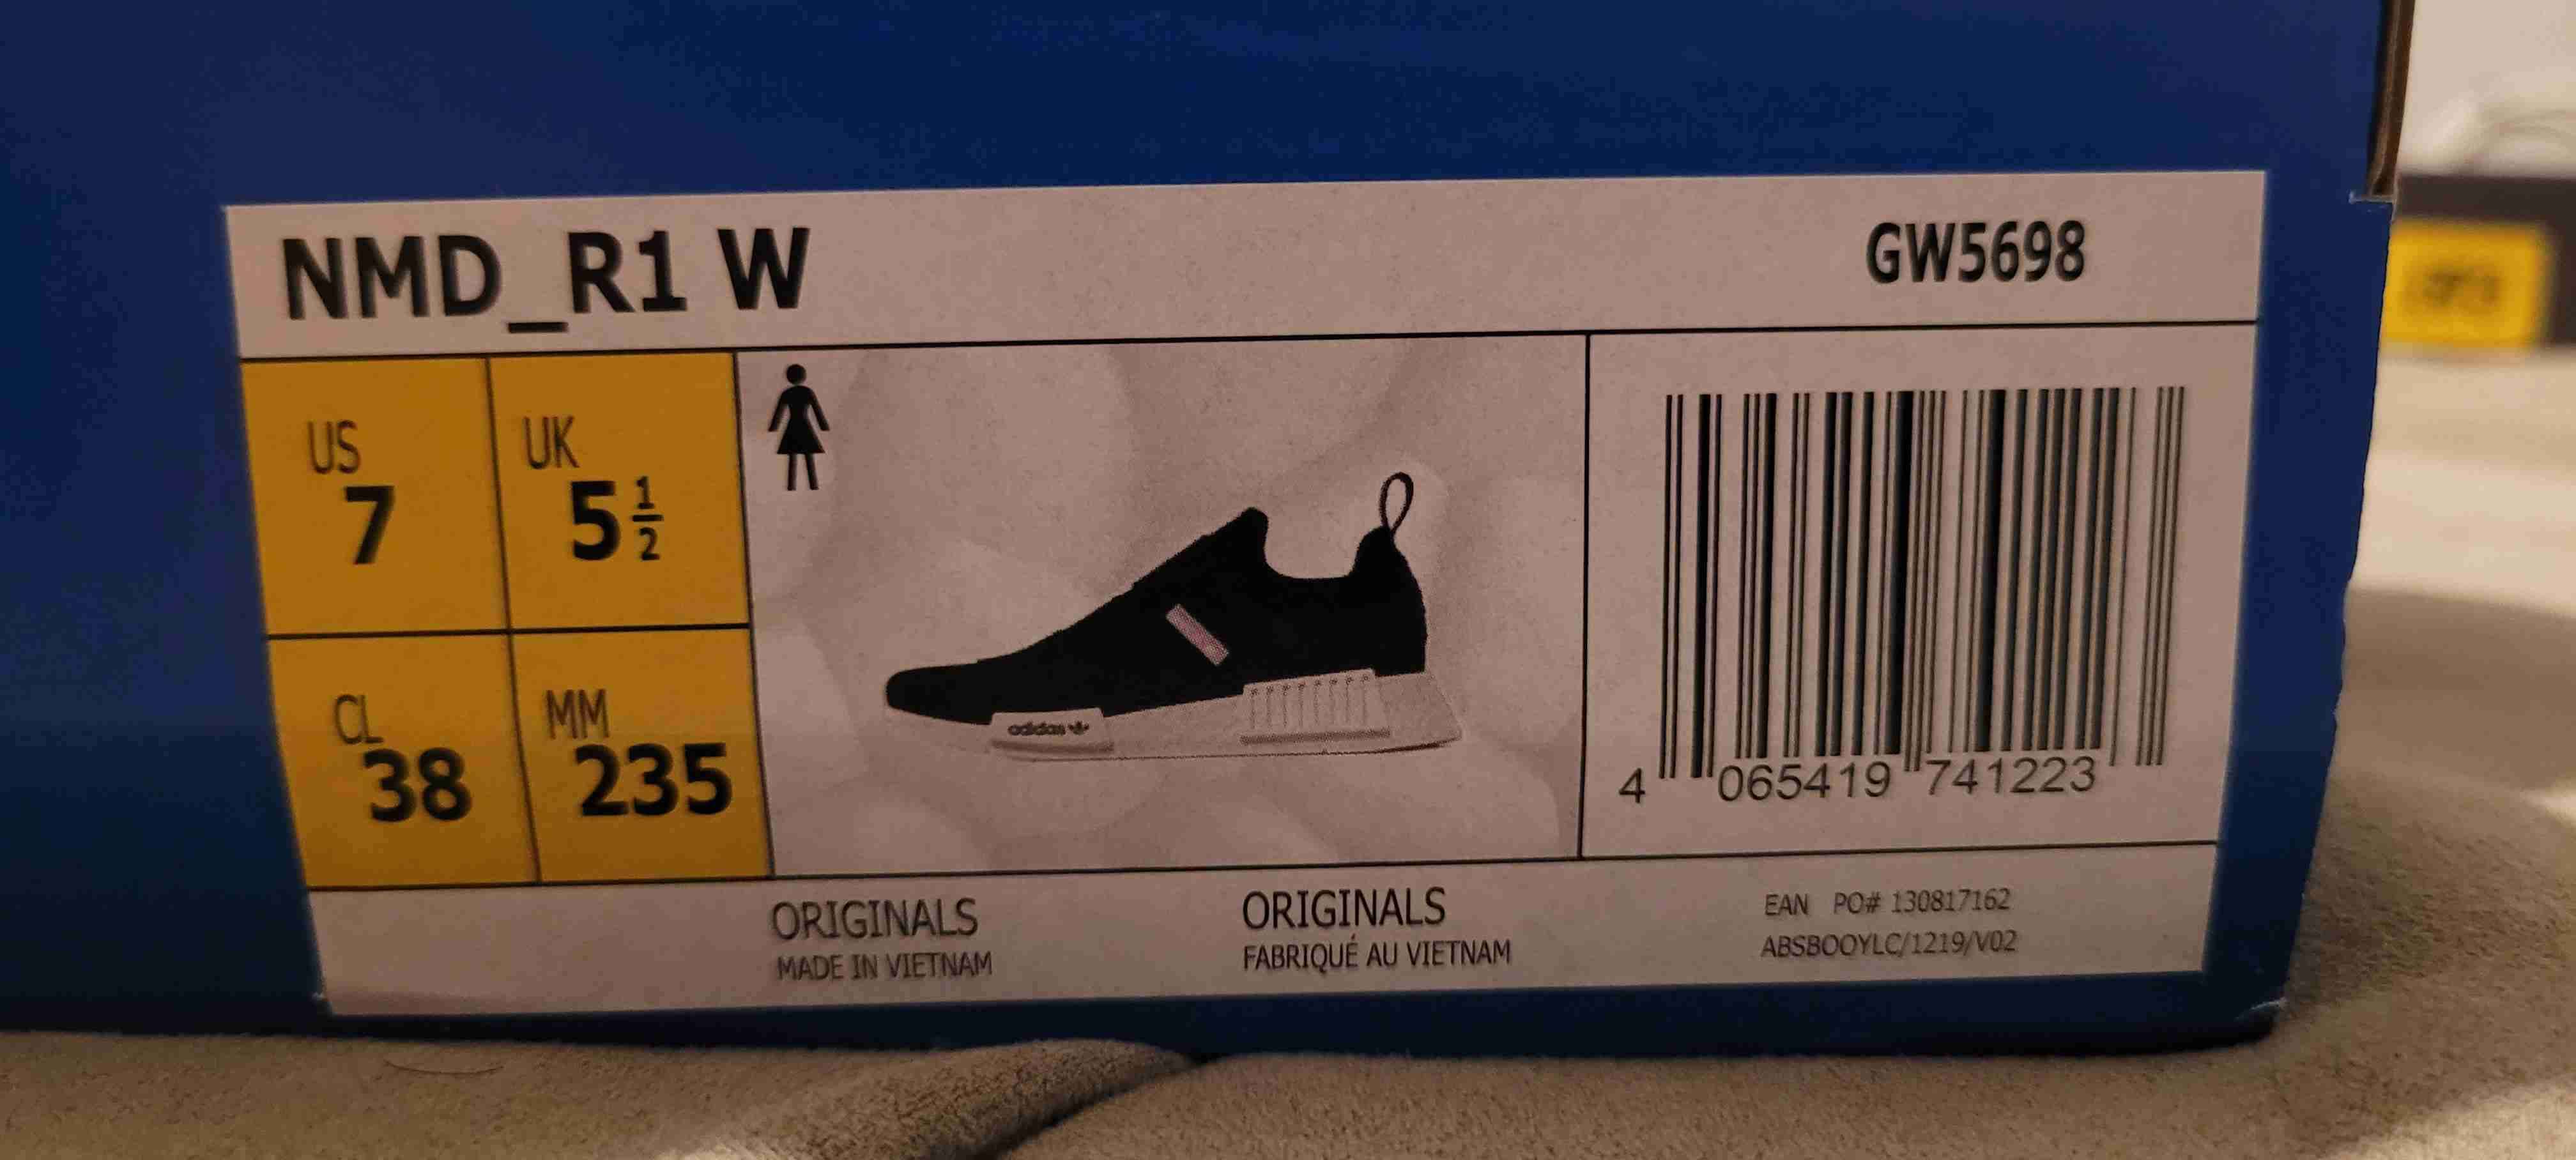 NMD_R1 W
GW5698
US
7
UK
5 1/2
CL
38
MM
235
adidas
4 065419 741223
ORIGINALS
MADE IN VIETNAM
ORIGINALS
FABRIQUÉ AU VIETNAM
EAN PO# 130817162
ABSBOOYLC/1219/V02